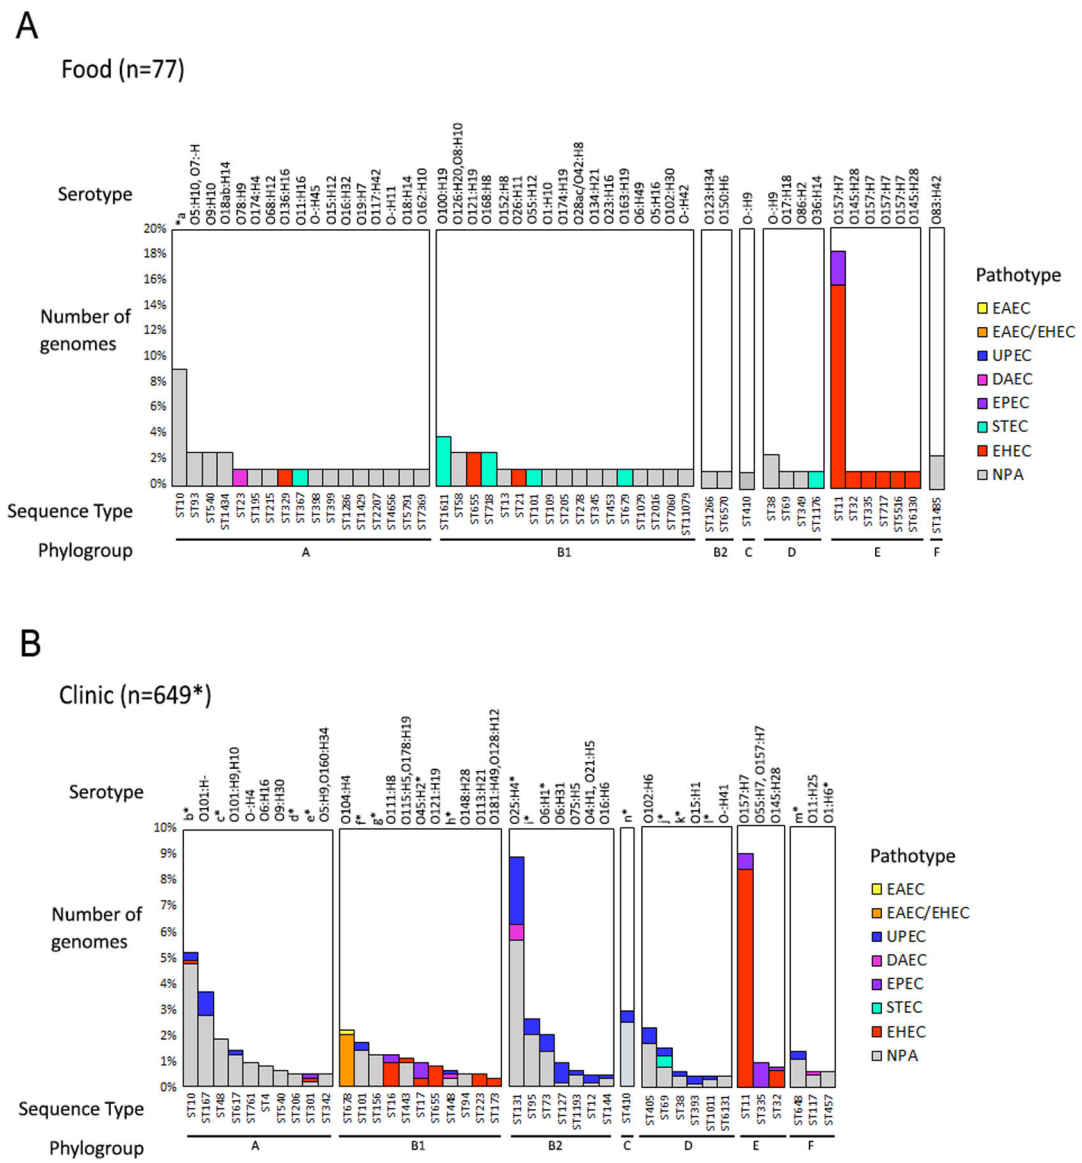 A
Food (n=77)
Serotype
*a
O5:H10, O7:-H
O9:H10
O18ab:H14
O78:H9
O174:H4
O68:H12
O136:H16
O11:H16
O-:H45
O15:H12
O16:H32
O19:H7
O117:H42
O-:H11
O18:H14
O162:H10
O100:H19
O126:H20,O8:H10
O121:H19
O168:H8
O152:H8
O26:H11
O55:H12
O1:H10
O174:H19
O28ac/O42:H8
O134:H21
O23:H16
O163:H19
O6:H49
O5:H16
O102:H30
O-:H42
O123:H34
O150:H6
O-:H9
O-:H9
O17:H18
O86:H2
O36:H14
O157:H7
O145:H28
O157:H7
O157:H7
O157:H7
O145:H28
O83:H42
20%
18%
16%
14%
12%
10%
8%
6%
4%
2%
0%
Number of
genomes
Pathotype
EAEC
EAEC/EHEC
UPEC
DAEC
EPEC
STEC
EHEC
NPA
Sequence Type
ST10
ST93
ST540
ST1434
ST23
ST195
ST215
ST329
ST367
ST398
ST399
ST1286
ST1429
ST2207
ST4656
ST5791
ST7369
ST1611
ST58
ST655
ST718
ST13
ST21
ST101
ST109
ST205
ST278
ST345
ST453
ST679
ST1079
ST2016
ST7060
ST11079
ST1266
ST6570
ST410
ST38
ST69
ST349
ST1176
ST11
ST32
ST335
ST717
ST5516
ST6130
ST1485
Phylogroup
A
B1
B2
C
D
E
F
B
Clinic (n=649*)
Serotype
b*
O101:H-
c*
O101:H9,H10
O-:H4
O6:H16
O9:H30
d*
e*
O5:H9,O160:H34
O104:H4
f*
g*
O111:H8
O115:H5,O178:H19
O45:H2*
O121:H19
h*
O148:H28
O113:H21
O181:H49,O128:H12
O25:H4*
i*
O6:H1*
O6:H31
O75:H5
O4:H1, O21:H5
O16:H6
n*
O102:H6
j*
k*
O15:H1
l*
O-:H41
O157:H7
O55:H7, O157:H7
O145:H28
m*
O11:H25
O1:H6*
10%
9%
8%
7%
6%
5%
4%
3%
2%
1%
0%
Number of
genomes
Pathotype
EAEC
EAEC/EHEC
UPEC
DAEC
EPEC
STEC
EHEC
NPA
Sequence Type
ST10
ST167
ST48
ST617
ST761
ST4
ST540
ST206
ST301
ST342
ST678
ST101
ST156
ST16
ST443
ST17
ST655
ST448
ST94
ST223
ST173
ST131
ST95
ST73
ST127
ST1193
ST12
ST144
ST410
ST405
ST69
ST38
ST393
ST1011
ST6131
ST11
ST335
ST32
ST648
ST117
ST457
Phylogroup
A
B1
B2
C
D
E
F